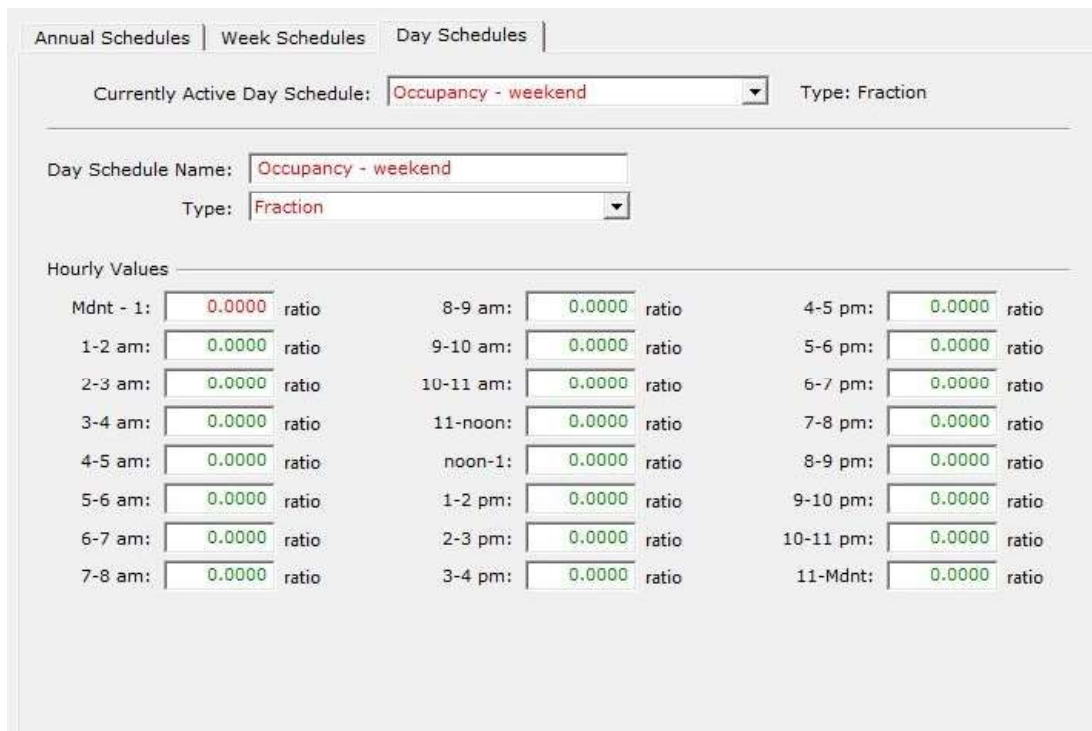 Annual Schedules Week Schedules Day Schedules
Currently Active Day Schedule: Occupancy - weekend Type: Fraction
Day Schedule Name: Occupancy - weekend
Type: Fraction
Hourly Values
Mdnt - 1: 0.0000 ratio 8-9 am: 0.0000 ratio 4-5 pm: 0.0000 ratio
1-2 am: 0.0000 ratio 9-10 am: 0.0000 ratio 5-6 pm: 0.0000 ratio
2-3 am: 0.0000 ratio 10-11 am: 0.0000 ratio 6-7 pm: 0.0000 ratio
3-4 am: 0.0000 ratio 11-noon: 0.0000 ratio 7-8 pm: 0.0000 ratio
4-5 am: 0.0000 ratio noon-1: 0.0000 ratio 8-9 pm: 0.0000 ratio
5-6 am: 0.0000 ratio 1-2 pm: 0.0000 ratio 9-10 pm: 0.0000 ratio
6-7 am: 0.0000 ratio 2-3 pm: 0.0000 ratio 10-11 pm: 0.0000 ratio
7-8 am: 0.0000 ratio 3-4 pm: 0.0000 ratio 11-Mdnt: 0.0000 ratio